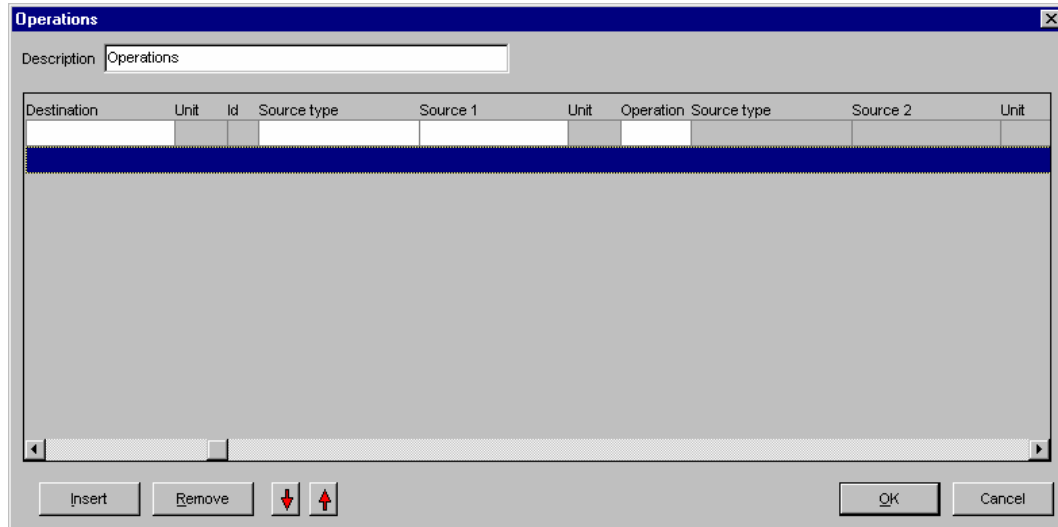 Operations
Description Operations
Destination Unit Id Source type Source 1 Unit Operation Source type Source 2 Unit
Insert Remove OK Cancel